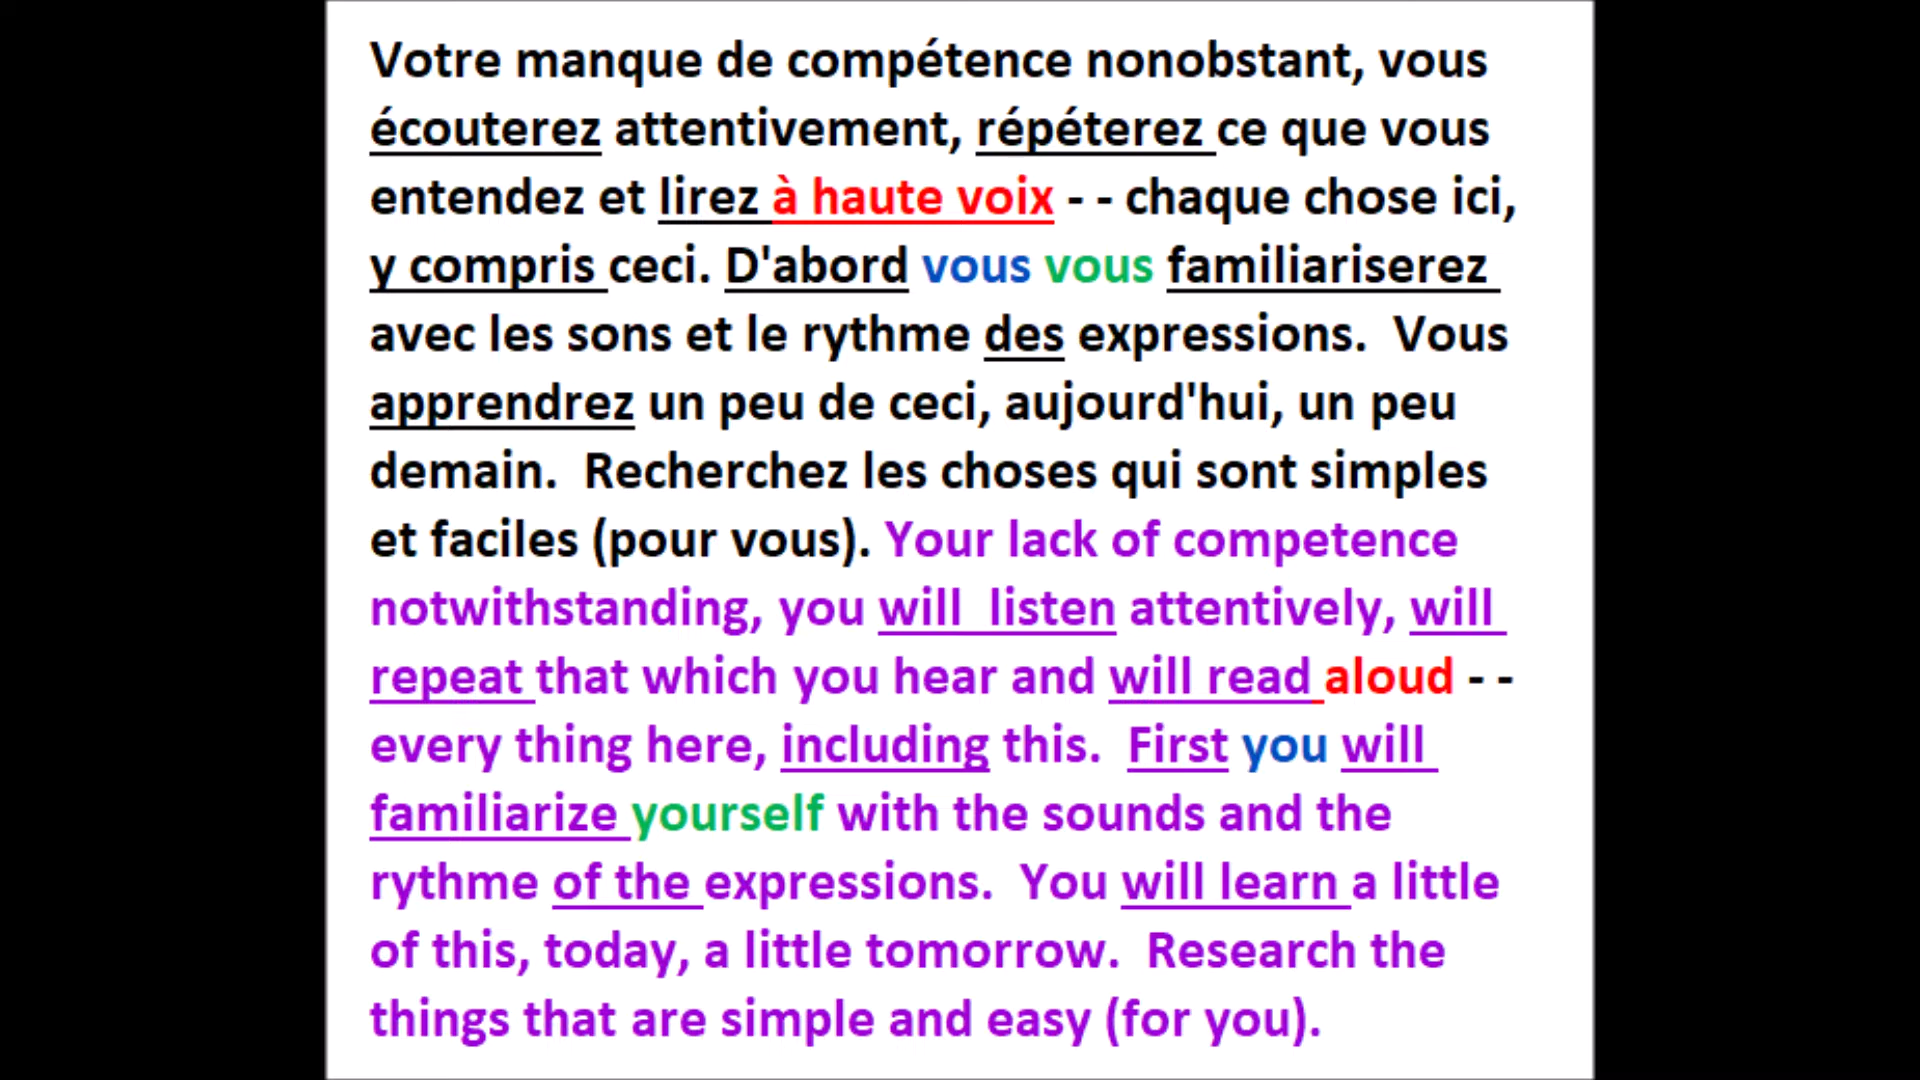 Votre manque de compétence nonobstant, vous
écouterez attentivement, répéterez ce que vous
entendez et lirez à haute voix - - chaque chose ici,
y compris ceci. D'abord vous vous familiariserez
avec les sons et le rythme des expressions.  Vous
apprendrez un peu de ceci, aujourd'hui, un peu
demain.  Recherchez les choses qui sont simples
et faciles (pour vous). Your lack of competence
notwithstanding, you will  listen attentively, will
repeat that which you hear and will read aloud - -
every thing here, including this.  First you will
familiarize yourself with the sounds and the
rythme of the expressions.  You will learn a little
of this, today, a little tomorrow.  Research the
things that are simple and easy (for you).